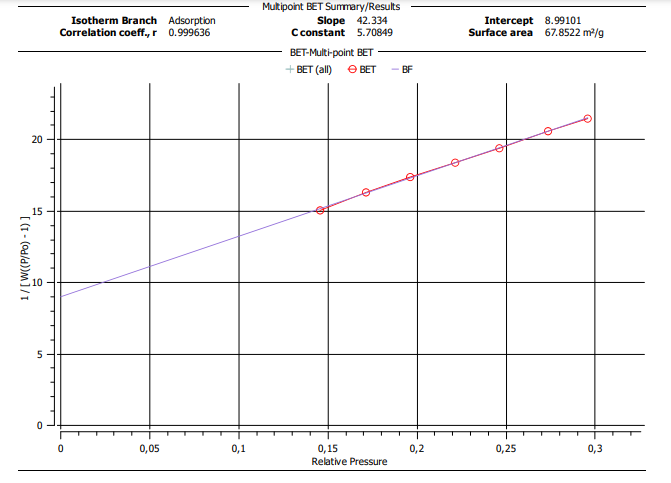 Multipoint BET Summary/Results
Isotherm Branch Adsorption Slope 42.334 Intercept 8.99101
Correlation coeff., r 0.999636 C constant 5.70849 Surface area 67.8522 m²/g
BET-Multi-point BET
BET (all) BET BF
20
15
10
5
0
1 / [ W((P/Po) - 1) ]
0 0,05 0,1 0,15 0,2 0,25 0,3
Relative Pressure